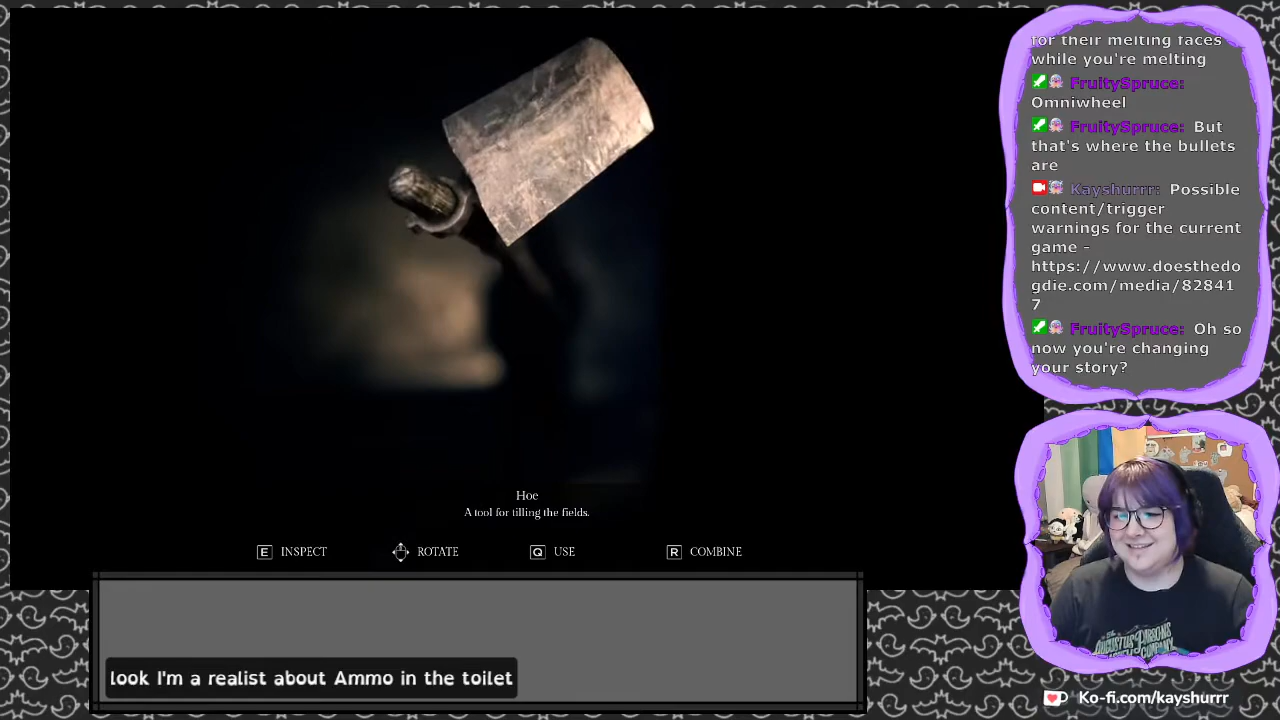 for their melting faces
while you're melting
FruitySpruce:
Omniwheel
FruitySpruce: But
that's where the bullets
are
Kayshurrr: Possible
content/trigger
warnings for the current
game -
https://www.doesthedo
gdie.com/media/82841
7
FruitySpruce: Oh so
now you're changing
your story?
Hoe
A tool for tilling the fields.
E INSPECT
ROTATE
Q USE
R COMBINE
look I'm a realist about Ammo in the toilet
AUGUSTUS PARSONS
COMPANY
Ko-fi.com/kayshurrr